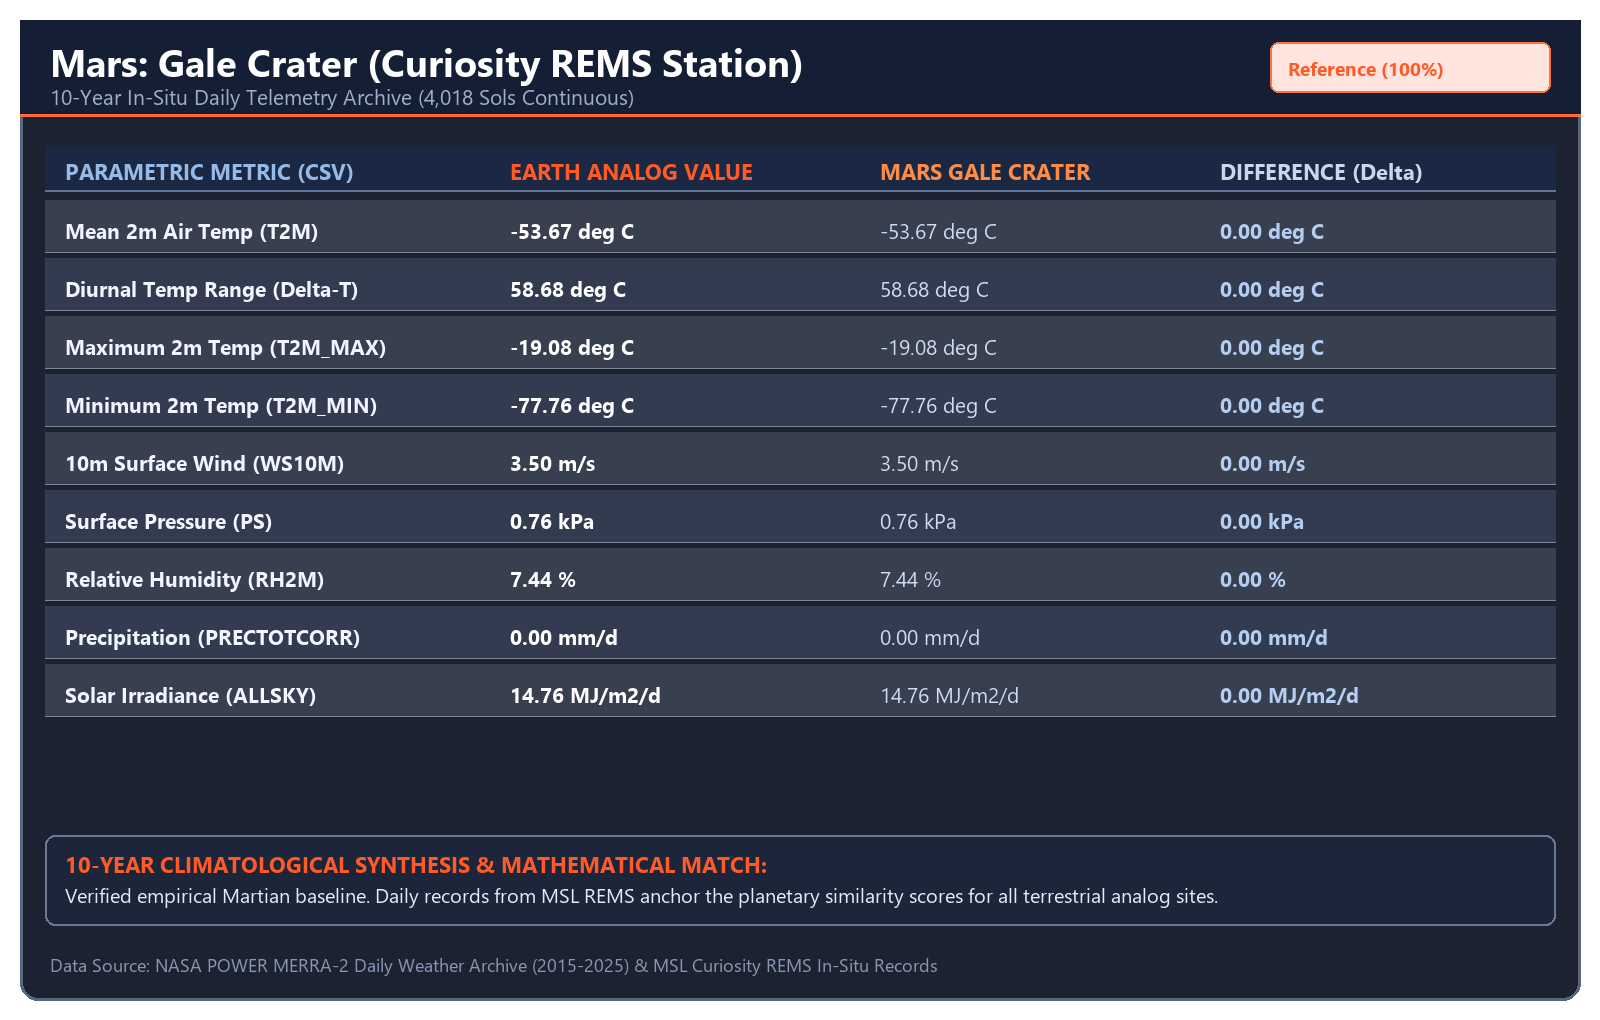 Mars: Gale Crater (Curiosity REMS Station)
Reference (100%)
10-Year In-Situ Daily Telemetry Archive (4,018 Sols Continuous)
PARAMETRIC METRIC (CSV) EARTH ANALOG VALUE MARS GALE CRATER DIFFERENCE (Delta)
Mean 2m Air Temp (T2M) -53.67 deg C -53.67 deg C 0.00 deg C
Diurnal Temp Range (Delta-T) 58.68 deg C 58.68 deg C 0.00 deg C
Maximum 2m Temp (T2M_MAX) -19.08 deg C -19.08 deg C 0.00 deg C
Minimum 2m Temp (T2M_MIN) -77.76 deg C -77.76 deg C 0.00 deg C
10m Surface Wind (WS10M) 3.50 m/s 3.50 m/s 0.00 m/s
Surface Pressure (PS) 0.76 kPa 0.76 kPa 0.00 kPa
Relative Humidity (RH2M) 7.44 % 7.44 % 0.00 %
Precipitation (PRECTOTCORR) 0.00 mm/d 0.00 mm/d 0.00 mm/d
Solar Irradiance (ALLSKY) 14.76 MJ/m2/d 14.76 MJ/m2/d 0.00 MJ/m2/d
10-YEAR CLIMATOLOGICAL SYNTHESIS & MATHEMATICAL MATCH:
Verified empirical Martian baseline. Daily records from MSL REMS anchor the planetary similarity scores for all terrestrial analog sites.
Data Source: NASA POWER MERRA-2 Daily Weather Archive (2015-2025) & MSL Curiosity REMS In-Situ Records